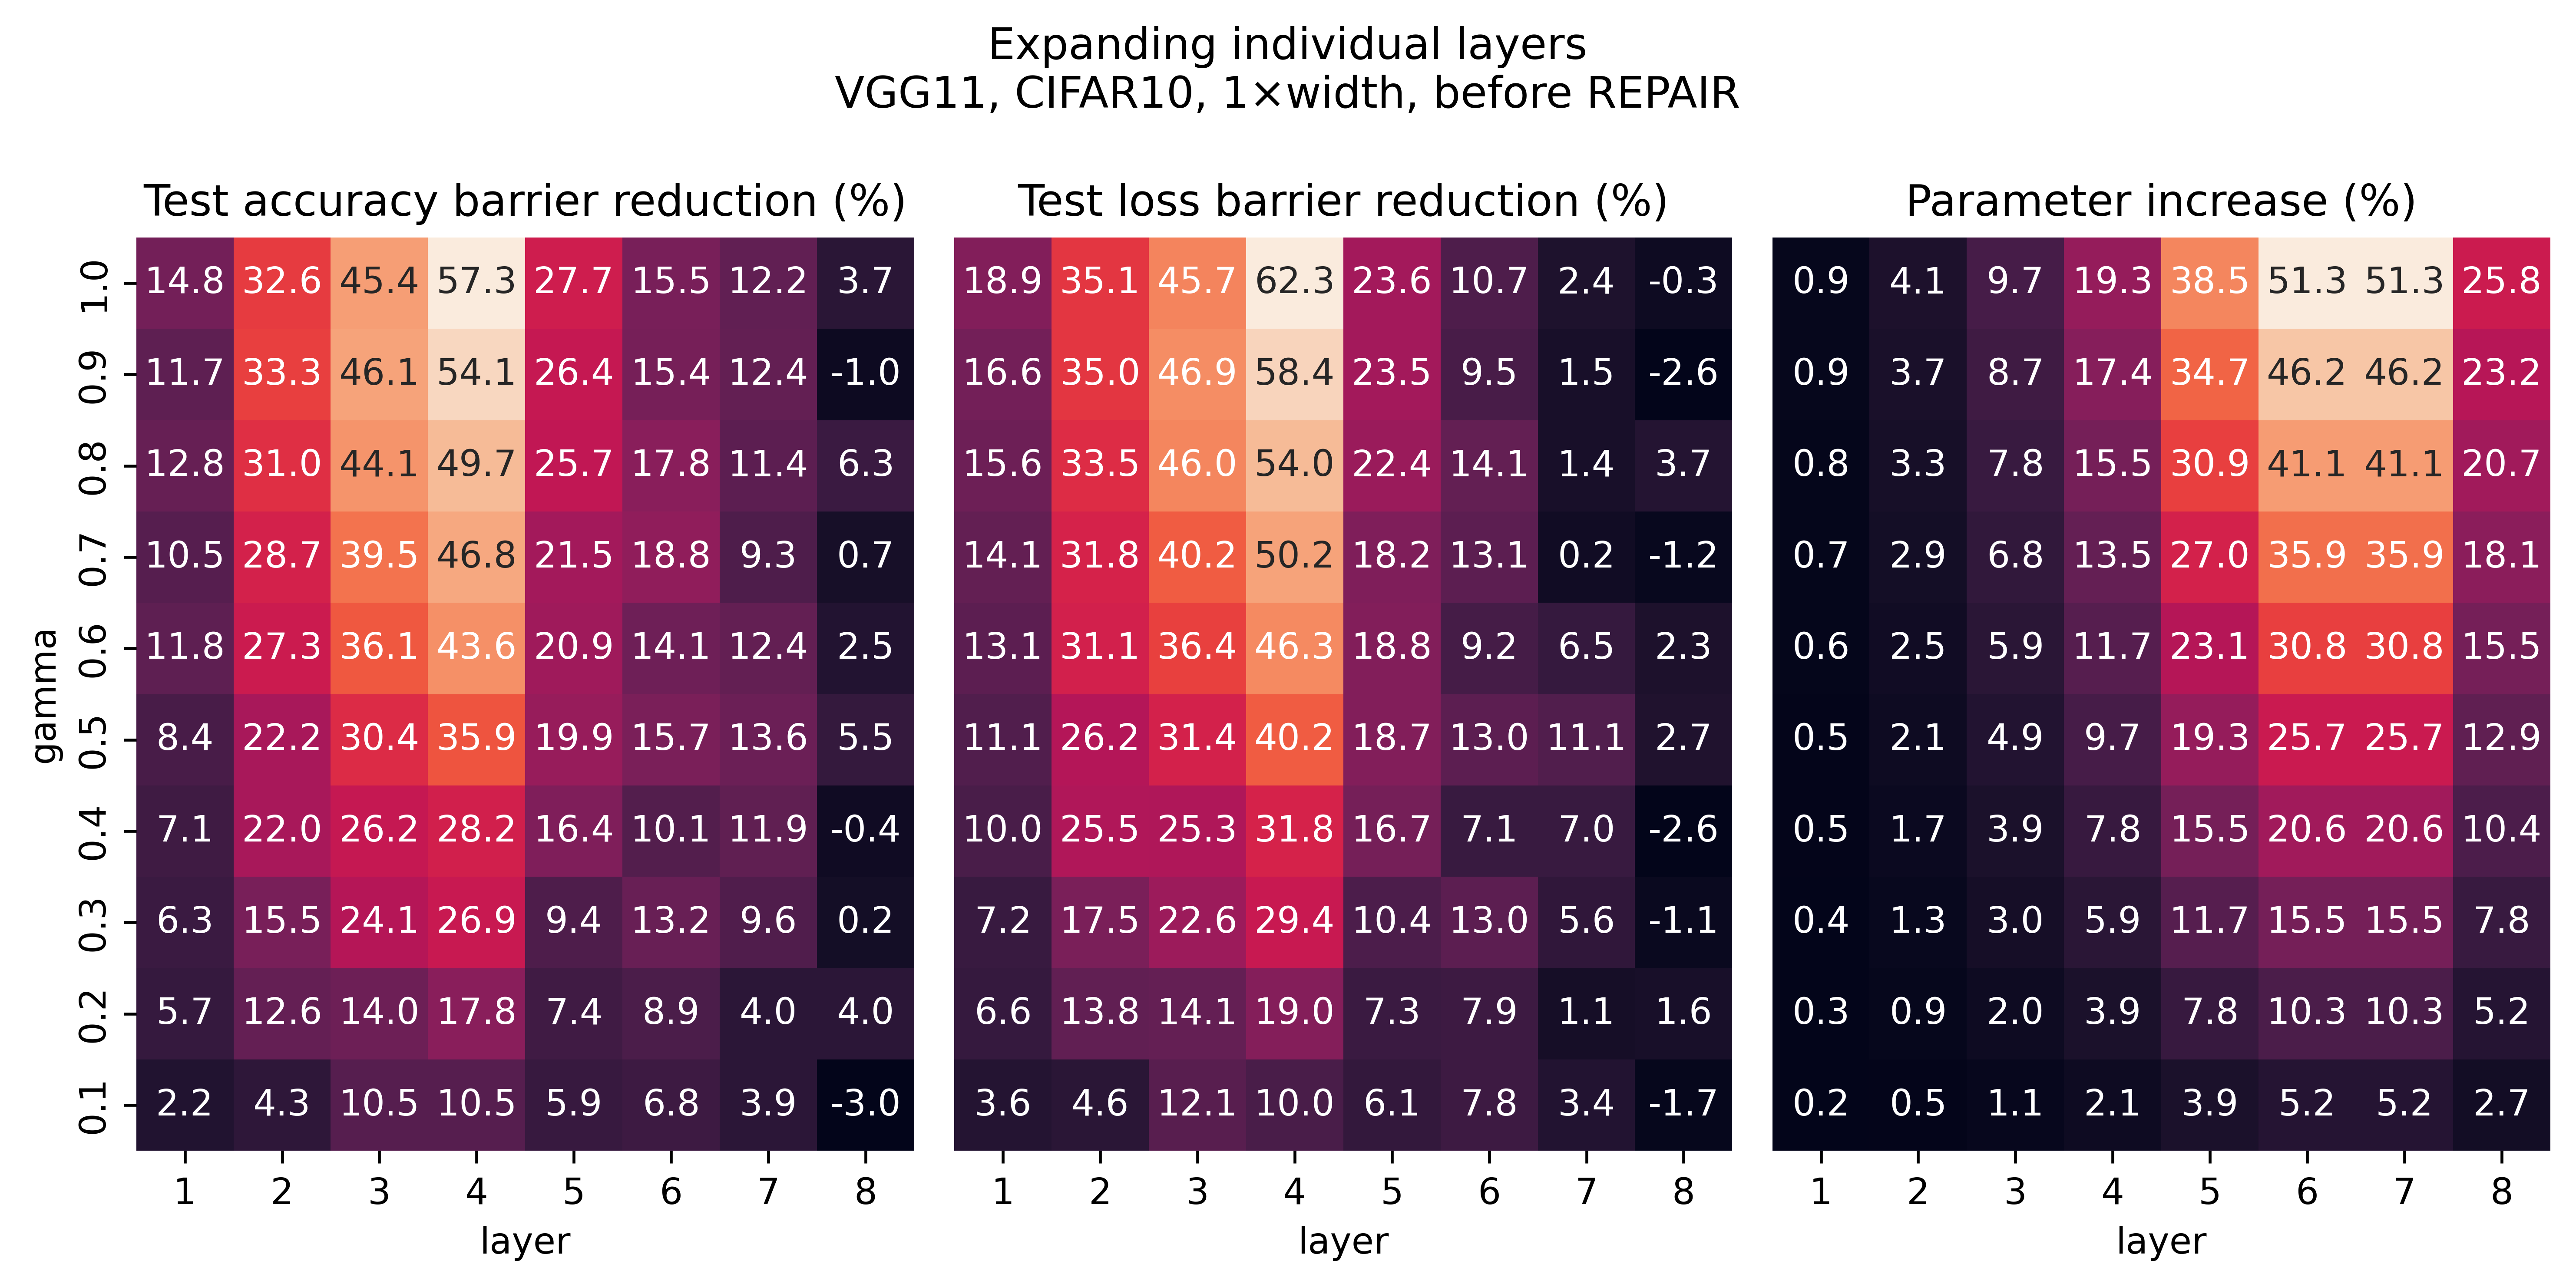 Expanding individual layers
VGG11, CIFAR10, 1×width, before REPAIR
Test accuracy barrier reduction (%)
Test loss barrier reduction (%)
Parameter increase (%)
gamma
1.0 14.8 32.6 45.4 57.3 27.7 15.5 12.2 3.7 18.9 35.1 45.7 62.3 23.6 10.7 2.4 -0.3 0.9 4.1 9.7 19.3 38.5 51.3 51.3 25.8
0.9 11.7 33.3 46.1 54.1 26.4 15.4 12.4 -1.0 16.6 35.0 46.9 58.4 23.5 9.5 1.5 -2.6 0.9 3.7 8.7 17.4 34.7 46.2 46.2 23.2
0.8 12.8 31.0 44.1 49.7 25.7 17.8 11.4 6.3 15.6 33.5 46.0 54.0 22.4 14.1 1.4 3.7 0.8 3.3 7.8 15.5 30.9 41.1 41.1 20.7
0.7 10.5 28.7 39.5 46.8 21.5 18.8 9.3 0.7 14.1 31.8 40.2 50.2 18.2 13.1 0.2 -1.2 0.7 2.9 6.8 13.5 27.0 35.9 35.9 18.1
0.6 11.8 27.3 36.1 43.6 20.9 14.1 12.4 2.5 13.1 31.1 36.4 46.3 18.8 9.2 6.5 2.3 0.6 2.5 5.9 11.7 23.1 30.8 30.8 15.5
0.5 8.4 22.2 30.4 35.9 19.9 15.7 13.6 5.5 11.1 26.2 31.4 40.2 18.7 13.0 11.1 2.7 0.5 2.1 4.9 9.7 19.3 25.7 25.7 12.9
0.4 7.1 22.0 26.2 28.2 16.4 10.1 11.9 -0.4 10.0 25.5 25.3 31.8 16.7 7.1 7.0 -2.6 0.5 1.7 3.9 7.8 15.5 20.6 20.6 10.4
0.3 6.3 15.5 24.1 26.9 9.4 13.2 9.6 0.2 7.2 17.5 22.6 29.4 10.4 13.0 5.6 -1.1 0.4 1.3 3.0 5.9 11.7 15.5 15.5 7.8
0.2 5.7 12.6 14.0 17.8 7.4 8.9 4.0 4.0 6.6 13.8 14.1 19.0 7.3 7.9 1.1 1.6 0.3 0.9 2.0 3.9 7.8 10.3 10.3 5.2
0.1 2.2 4.3 10.5 10.5 5.9 6.8 3.9 -3.0 3.6 4.6 12.1 10.0 6.1 7.8 3.4 -1.7 0.2 0.5 1.1 2.1 3.9 5.2 5.2 2.7
1 2 3 4 5 6 7 8 1 2 3 4 5 6 7 8 1 2 3 4 5 6 7 8
layer layer layer